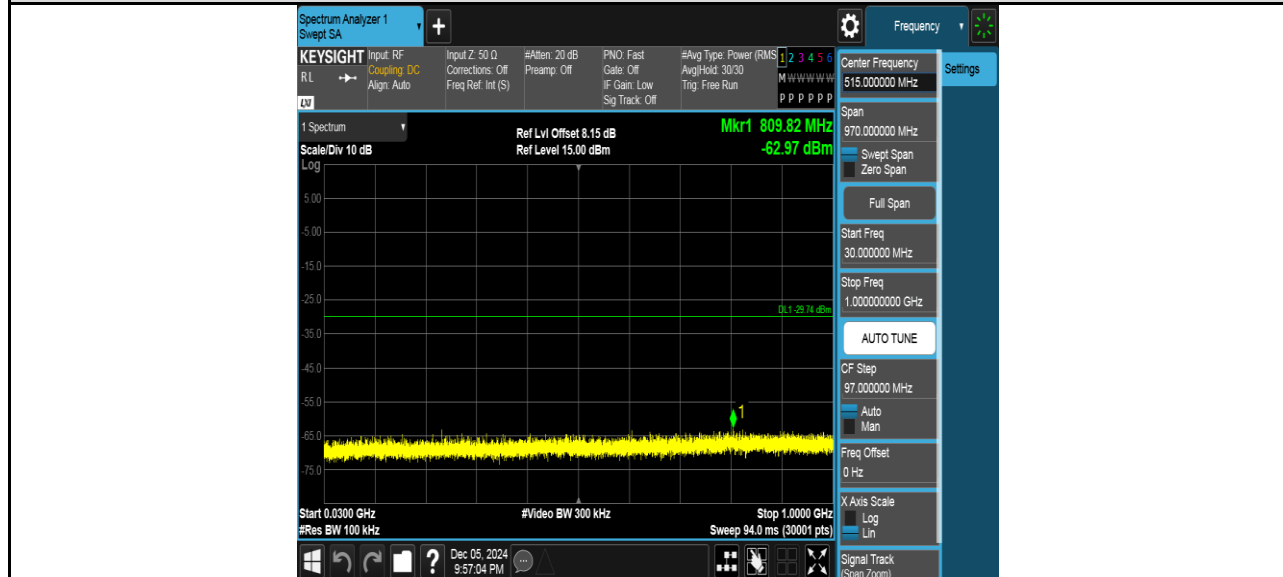 Spectrum Analyzer 1
Swept SA
+
Frequency
KEYSIGHT
RL
LXI
Input: RF
Coupling: DC
Align: Auto
Input Z: 50 Ω
Corrections: Off
Freq Ref: Int (S)
#Atten: 20 dB
Preamp: Off
PNO: Fast
Gate: Off
IF Gain: Low
Sig Track: Off
#Avg Type: Power (RMS
Avg|Hold: 30/30
Trig: Free Run
1 2 3 4 5 6
M W W W W W
P P P P P P
1 Spectrum
Scale/Div 10 dB
Log
Ref Lvl Offset 8.15 dB
Ref Level 15.00 dBm
Mkr1 809.82 MHz
-62.97 dBm
5.00
-5.00
-15.0
-25.0
-35.0
-45.0
-55.0
-65.0
-75.0
DL1 -29.74 dBm
1
Start 0.0300 GHz
#Res BW 100 kHz
#Video BW 300 kHz
Stop 1.0000 GHz
Sweep 94.0 ms (30001 pts)
?
Dec 05, 2024
9:57:04 PM
Center Frequency
515.000000 MHz
Span
970.000000 MHz
Swept Span
Zero Span
Full Span
Start Freq
30.000000 MHz
Stop Freq
1.000000000 GHz
AUTO TUNE
CF Step
97.000000 MHz
Auto
Man
Freq Offset
0 Hz
X Axis Scale
Log
Lin
Signal Track
(Span Zoom)
Settings